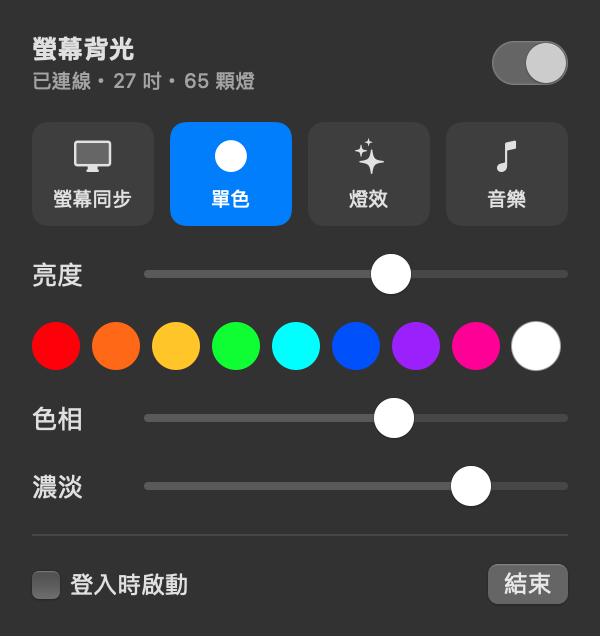 螢幕背光
已連線・27 吋・65 顆燈
螢幕同步
單色
燈效
音樂
亮度
色相
濃淡
登入時啟動
結束